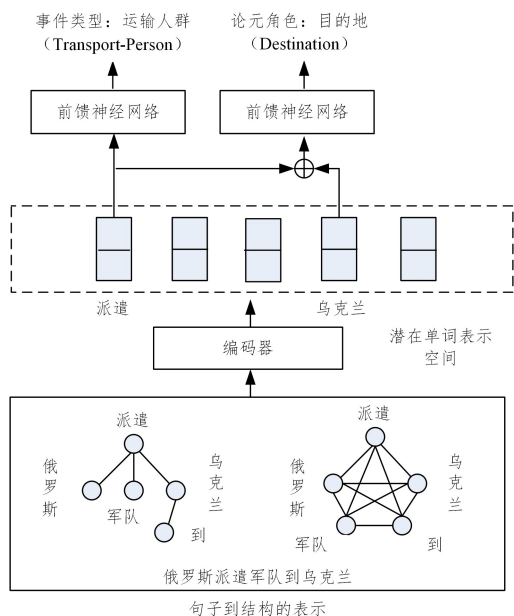 事件类型：运输人群
（Transport-Person）
论元角色：目的地
（Destination）
前馈神经网络
前馈神经网络
派遣
乌克兰
编码器
潜在单词表示
空间
派遣
俄罗斯
军队
乌克兰
到
派遣
俄罗斯
乌克兰
军队
到
俄罗斯派遣军队到乌克兰
句子到结构的表示